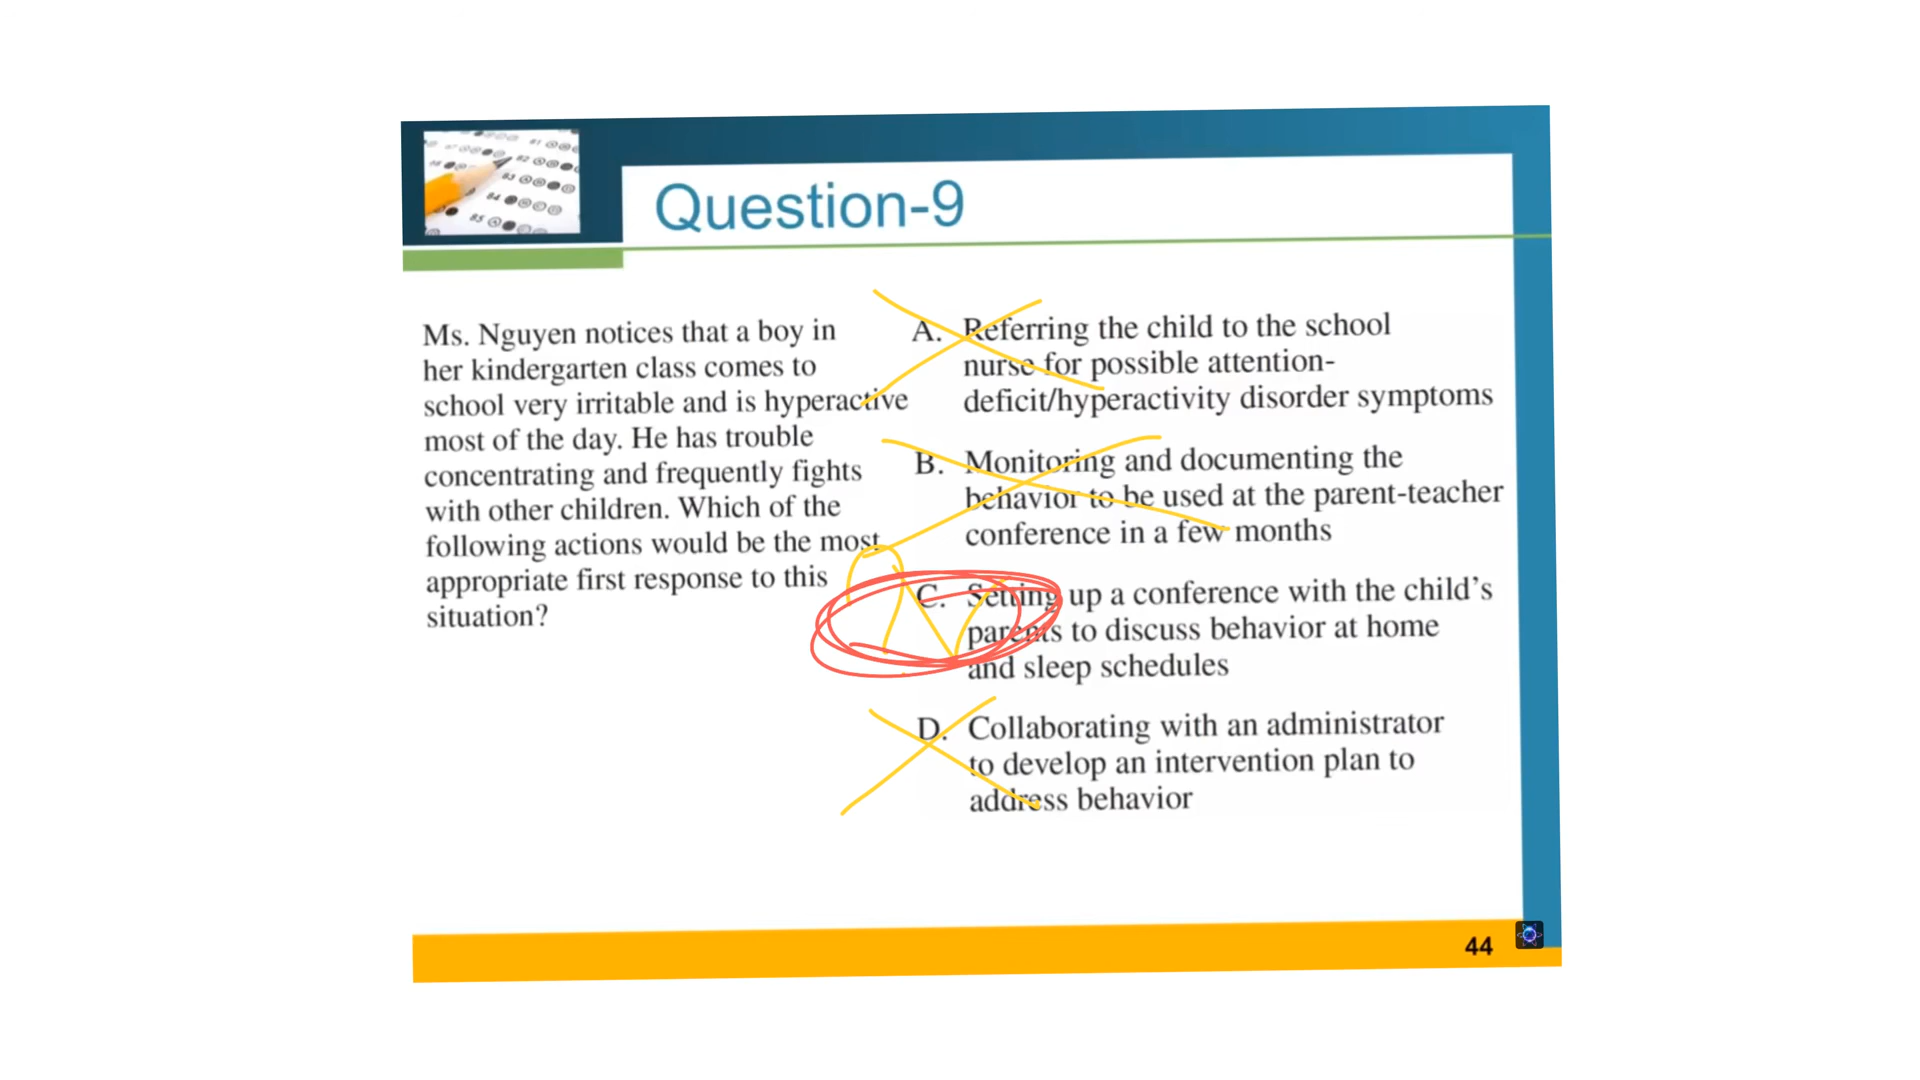 Question-9
Ms. Nguyen notices that a boy in
her kindergarten class comes to
school very irritable and is hyperactive
most of the day. He has trouble
concentrating and frequently fights
with other children. Which of the
following actions would be the most
appropriate first response to this
situation?
A. Referring the child to the school
nurse for possible attention-
deficit/hyperactivity disorder symptoms
B. Monitoring and documenting the
behavior to be used at the parent-teacher
conference in a few months
C. Setting up a conference with the child’s
parents to discuss behavior at home
and sleep schedules
D. Collaborating with an administrator
to develop an intervention plan to
address behavior
44